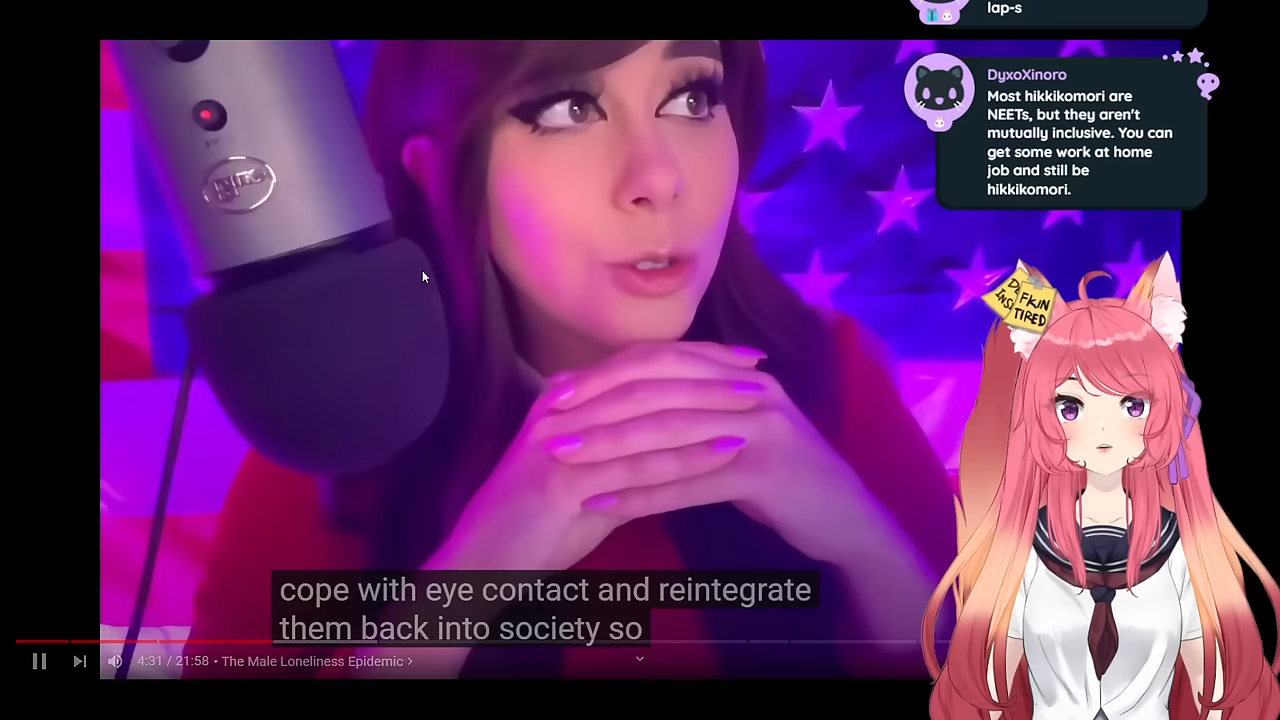 lap-s
DyxoXinoro
Most hikkikomori are
NEETs, but they aren't
mutually inclusive. You can
get some work at home
job and still be
hikkikomori.
FKIN
TIRED
cope with eye contact and reintegrate
them back into society so
4:31 / 21:58 • The Male Loneliness Epidemic ›